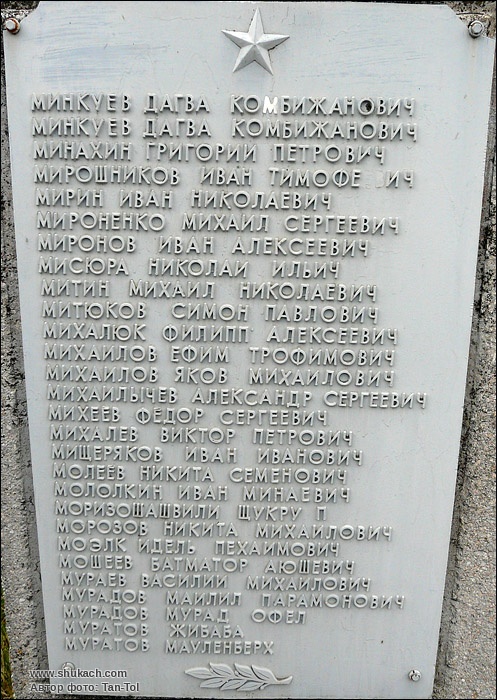 МИНКУЕВ ДАГВА КОМБИЖАНОВИЧ
МИНКУЕВ ДАГВА КОМБИЖАНОВИЧ
МИНАХИН ГРИГОРИИ ПЕТРОВИЧ
МИРОШНИКОВ ИВАН ТИМОФЕ ИЧ
МИРИН ИВАН НИКОЛАЕВИЧ
МИРОНЕНКО МИХАИЛ СЕРГЕЕВИЧ
МИРОНОВ ИВАН АЛЕКСЕЕВИЧ
МИСЮРА НИКОЛАИ ИЛЬИЧ
МИТИН МИХАИЛ НИКОЛАЕВИЧ
МИТЮКОВ СИМОН ПАВЛОВИЧ
МИХАЛЮК ФИЛИПП АЛЕКСЕЕВИЧ
МИХАИЛОВ ЕФИМ ТРОФИМОВИЧ
МИХАИЛОВ ЯКОВ МИХАИЛОВИЧ
МИХАИЛЫЧЕВ АЛЕКСАНДР СЕРГЕЕВИЧ
МИХЕЕВ ФЕДОР СЕРГЕЕВИЧ
МИХАЛЕВ ВИКТОР ПЕТРОВИЧ
МИЩЕРЯКОВ ИВАН ИВАНОВИЧ
МОЛЕЕВ НИКИТА СЕМЕНОВИЧ
МОЛОЛКИН ИВАН МИНАЕВИЧ
МОРИЗОШАШВИЛИ ЩУКРУ П
МОРОЗОВ НИКИТА МИХАИЛОВИЧ
МОЭЛК ИДЕЛЬ ПЕХАИМОВИЧ
МОШЕЕВ БАТМАТОР АЮШЕВИЧ
МУРАЕВ ВАСИЛИИ МИХАИЛОВИЧ
МУРАДОВ МАИЛИЛ ПАРАМОНОВИЧ
МУРАДОВ МУРАД ОФЕЛ
МУРАТОВ ЖИБАБА
МУРАТОВ МАУЛЕНБЕРХ
www.shukach.com
Автор фото: Tan-Tol